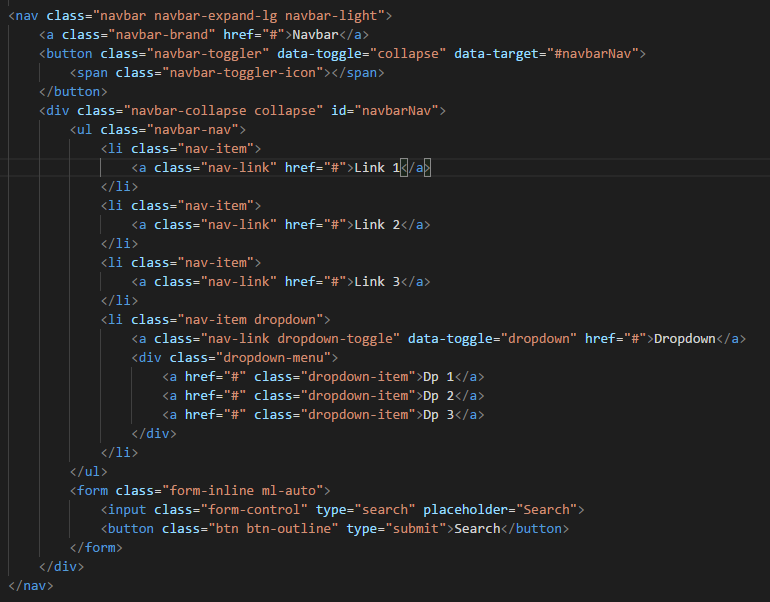 <nav class="navbar navbar-expand-lg navbar-light">
    <a class="navbar-brand" href="#">Navbar</a>
    <button class="navbar-toggler" data-toggle="collapse" data-target="#navbarNav">
        <span class="navbar-toggler-icon"></span>
    </button>
    <div class="navbar-collapse collapse" id="navbarNav">
        <ul class="navbar-nav">
            <li class="nav-item">
                <a class="nav-link" href="#">Link 1</a>
            </li>
            <li class="nav-item">
                <a class="nav-link" href="#">Link 2</a>
            </li>
            <li class="nav-item">
                <a class="nav-link" href="#">Link 3</a>
            </li>
            <li class="nav-item dropdown">
                <a class="nav-link dropdown-toggle" data-toggle="dropdown" href="#">Dropdown</a>
                <div class="dropdown-menu">
                    <a href="#" class="dropdown-item">Dp 1</a>
                    <a href="#" class="dropdown-item">Dp 2</a>
                    <a href="#" class="dropdown-item">Dp 3</a>
                </div>
            </li>
        </ul>
        <form class="form-inline ml-auto">
            <input class="form-control" type="search" placeholder="Search">
            <button class="btn btn-outline" type="submit">Search</button>
        </form>
    </div>
</nav>